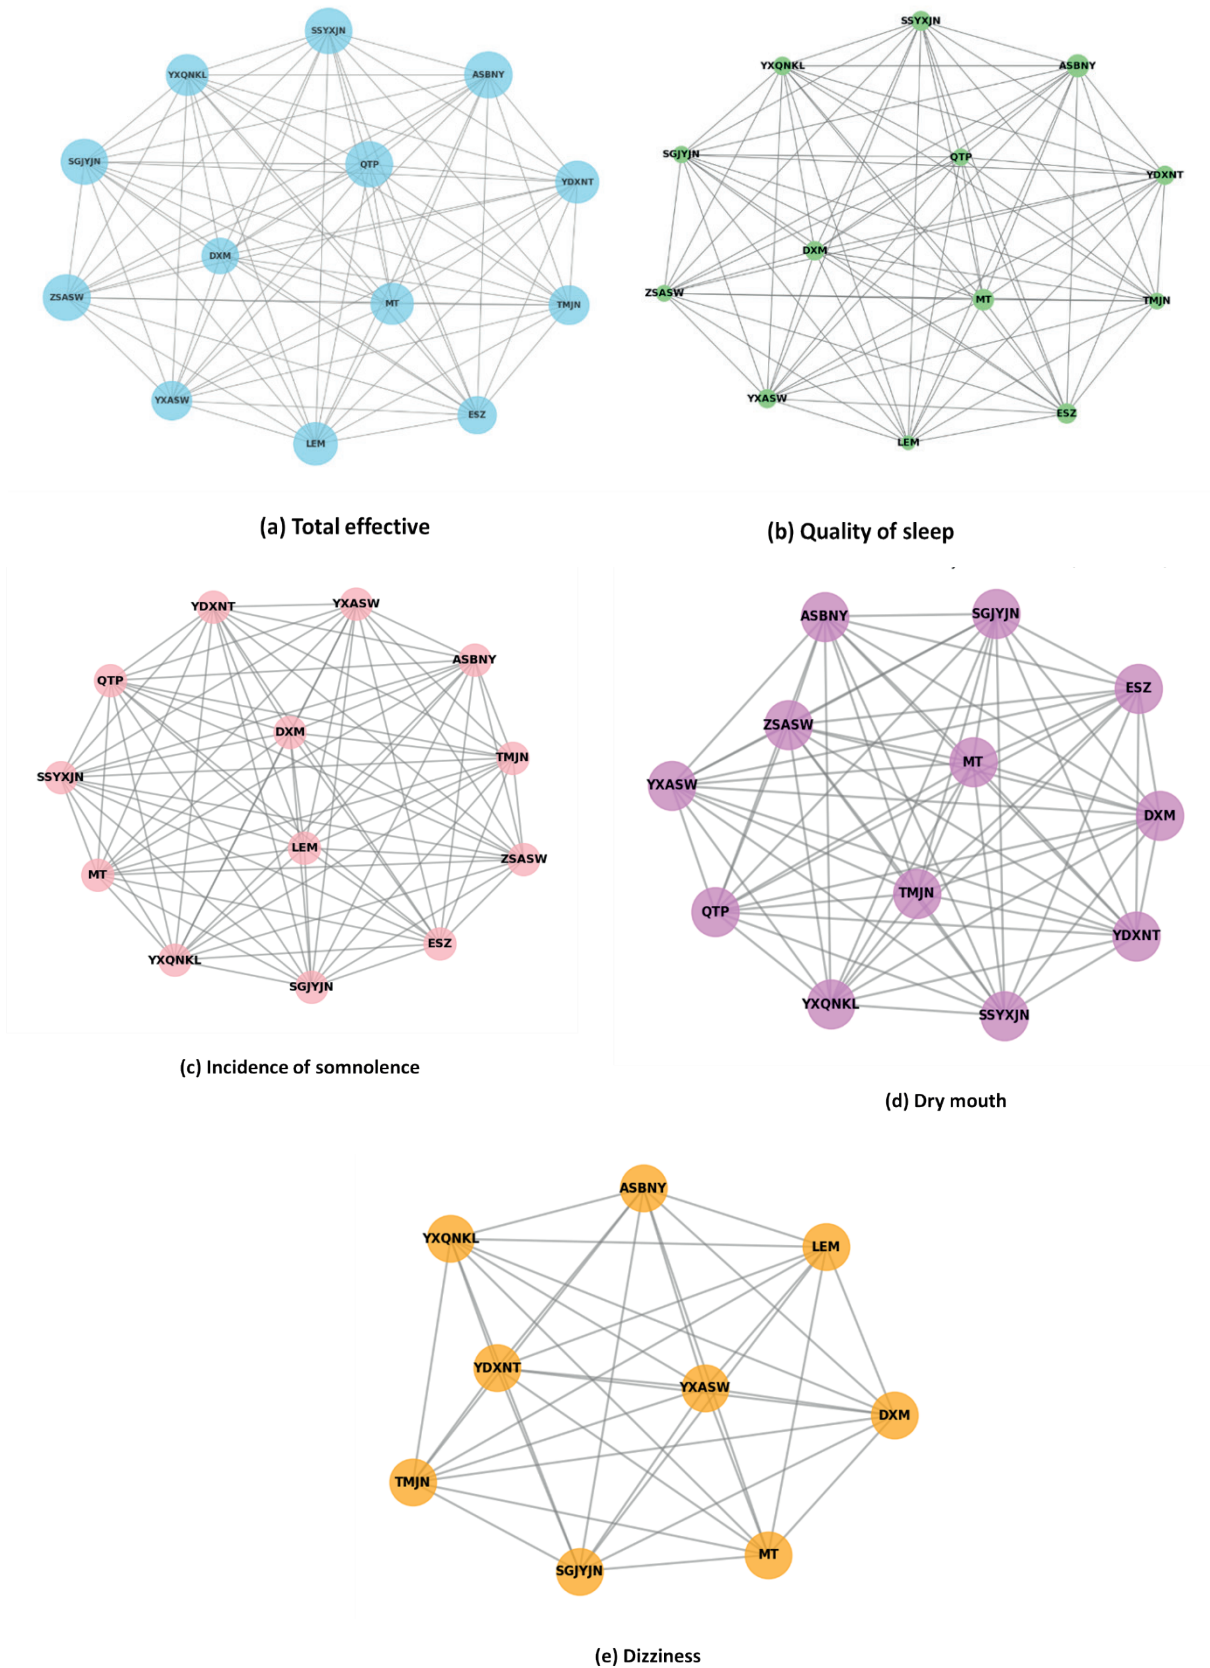 SSYXJN
YXQNKL
ASBNY
SGJYJN
QTP
YDXNT
DXM
ZSASW
MT
TMJN
YXASW
ESZ
LEM
(a) Total effective
SSYXJN
YXQNKL
ASBNY
SGJYJN
QTP
YDXNT
DXM
ZSASW
MT
TMJN
YXASW
ESZ
LEM
(b) Quality of sleep
YDXNT
YXASW
ASBNY
QTP
DXM
TMJN
SSYXJN
LEM
ZSASW
MT
ESZ
YXQNKL
SGJYJN
(c) Incidence of somnolence
ASBNY
SGJYJN
ESZ
ZSASW
MT
YXASW
DXM
TMJN
QTP
YDXNT
YXQNKL
SSYXJN
(d) Dry mouth
ASBNY
YXQNKL
LEM
YDXNT
YXASW
DXM
TMJN
MT
SGJYJN
(e) Dizziness